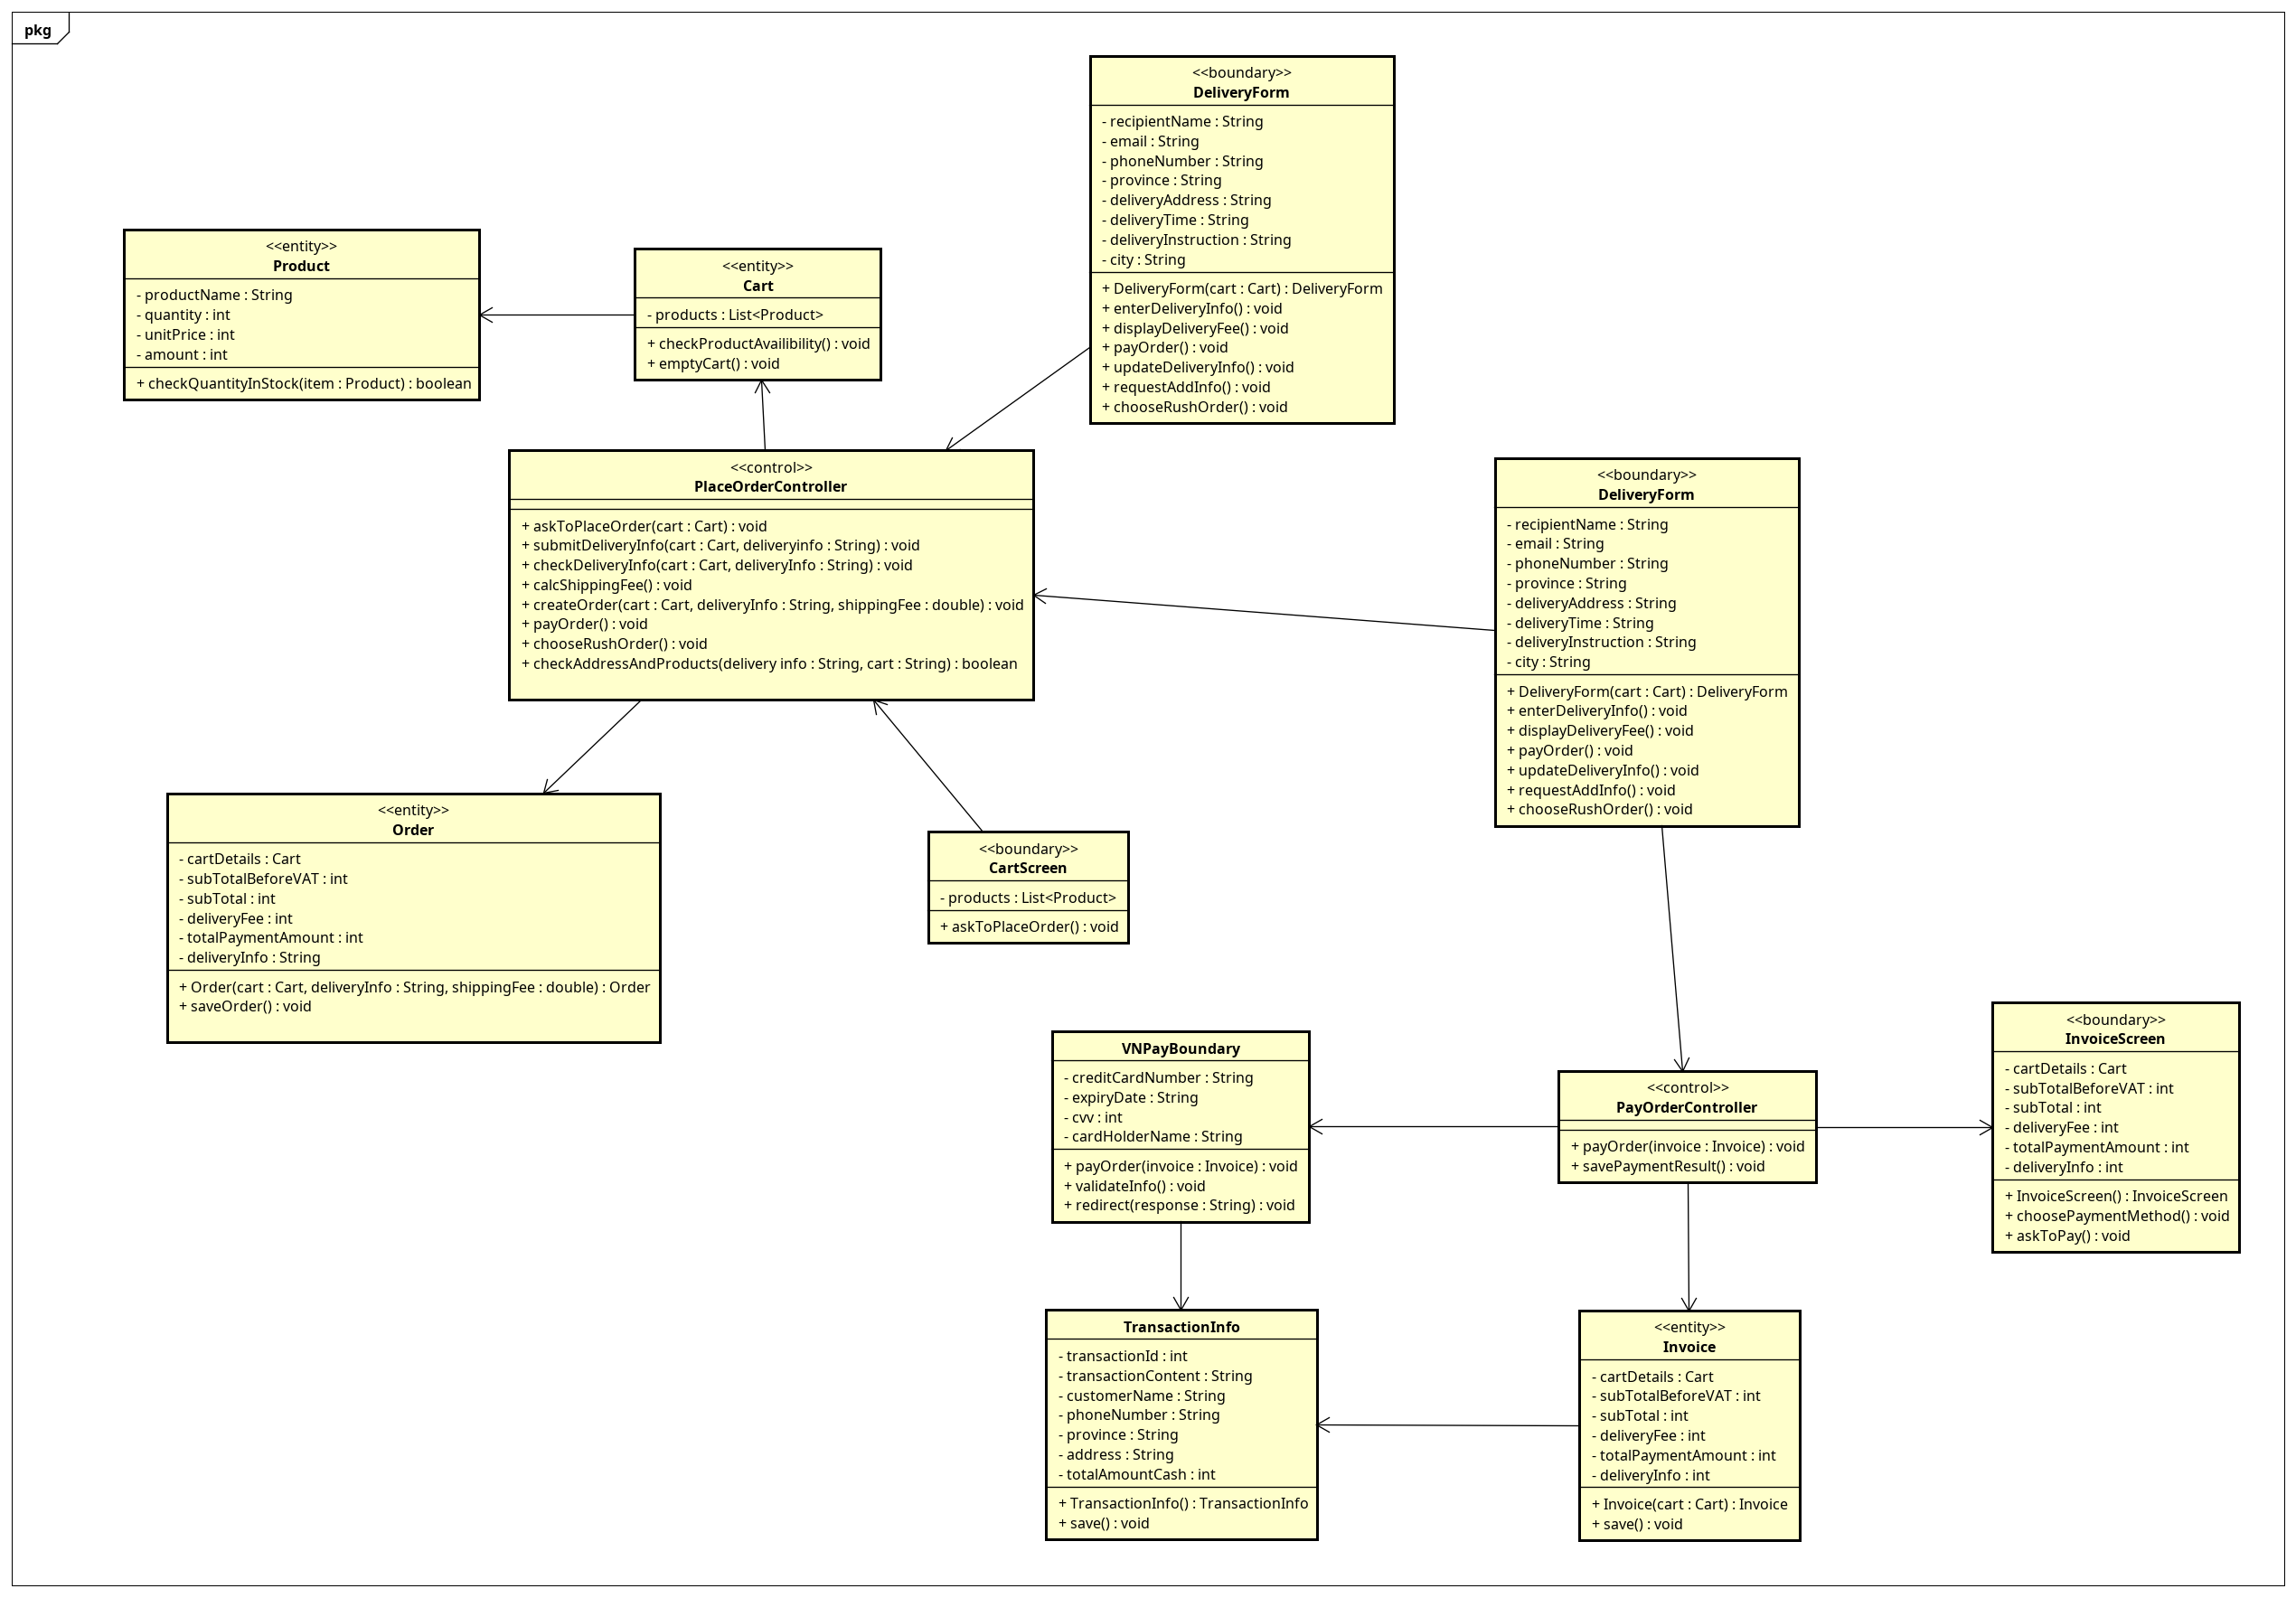 pkg
<<boundary>>
DeliveryForm
- recipientName : String
- email : String
- phoneNumber : String
- province : String
- deliveryAddress : String
- deliveryTime : String
- deliveryInstruction : String
- city : String
+ DeliveryForm(cart : Cart) : DeliveryForm
+ enterDeliveryInfo() : void
+ displayDeliveryFee() : void
+ payOrder() : void
+ updateDeliveryInfo() : void
+ requestAddInfo() : void
+ chooseRushOrder() : void
<<entity>>
Product
- productName : String
- quantity : int
- unitPrice : int
- amount : int
+ checkQuantityInStock(item : Product) : boolean
<<entity>>
Cart
- products : List<Product>
+ checkProductAvailibility() : void
+ emptyCart() : void
<<control>>
PlaceOrderController
+ askToPlaceOrder(cart : Cart) : void
+ submitDeliveryInfo(cart : Cart, deliveryinfo : String) : void
+ checkDeliveryInfo(cart : Cart, deliveryInfo : String) : void
+ calcShippingFee() : void
+ createOrder(cart : Cart, deliveryInfo : String, shippingFee : double) : void
+ payOrder() : void
+ chooseRushOrder() : void
+ checkAddressAndProducts(delivery info : String, cart : String) : boolean
<<boundary>>
DeliveryForm
- recipientName : String
- email : String
- phoneNumber : String
- province : String
- deliveryAddress : String
- deliveryTime : String
- deliveryInstruction : String
- city : String
+ DeliveryForm(cart : Cart) : DeliveryForm
+ enterDeliveryInfo() : void
+ displayDeliveryFee() : void
+ payOrder() : void
+ updateDeliveryInfo() : void
+ requestAddInfo() : void
+ chooseRushOrder() : void
<<entity>>
Order
- cartDetails : Cart
- subTotalBeforeVAT : int
- subTotal : int
- deliveryFee : int
- totalPaymentAmount : int
- deliveryInfo : String
+ Order(cart : Cart, deliveryInfo : String, shippingFee : double) : Order
+ saveOrder() : void
<<boundary>>
CartScreen
- products : List<Product>
+ askToPlaceOrder() : void
VNPayBoundary
- creditCardNumber : String
- expiryDate : String
- cvv : int
- cardHolderName : String
+ payOrder(invoice : Invoice) : void
+ validateInfo() : void
+ redirect(response : String) : void
<<control>>
PayOrderController
+ payOrder(invoice : Invoice) : void
+ savePaymentResult() : void
<<boundary>>
InvoiceScreen
- cartDetails : Cart
- subTotalBeforeVAT : int
- subTotal : int
- deliveryFee : int
- totalPaymentAmount : int
- deliveryInfo : int
+ InvoiceScreen() : InvoiceScreen
+ choosePaymentMethod() : void
+ askToPay() : void
TransactionInfo
- transactionId : int
- transactionContent : String
- customerName : String
- phoneNumber : String
- province : String
- address : String
- totalAmountCash : int
+ TransactionInfo() : TransactionInfo
+ save() : void
<<entity>>
Invoice
- cartDetails : Cart
- subTotalBeforeVAT : int
- subTotal : int
- deliveryFee : int
- totalPaymentAmount : int
- deliveryInfo : int
+ Invoice(cart : Cart) : Invoice
+ save() : void